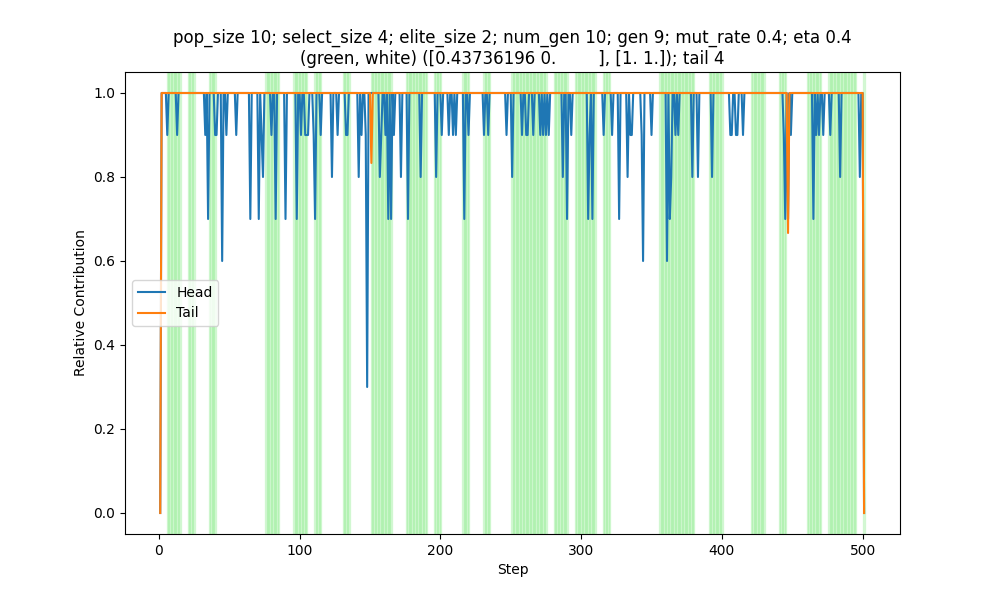 pop_size 10; select_size 4; elite_size 2; num_gen 10; gen 9; mut_rate 0.4; eta 0.4
(green, white) ([0.43736196 0.        ], [1. 1.]); tail 4
1.0
0.8
0.6
0.4
0.2
0.0
Relative Contribution
Head
Tail
0
100
200
300
400
500
Step